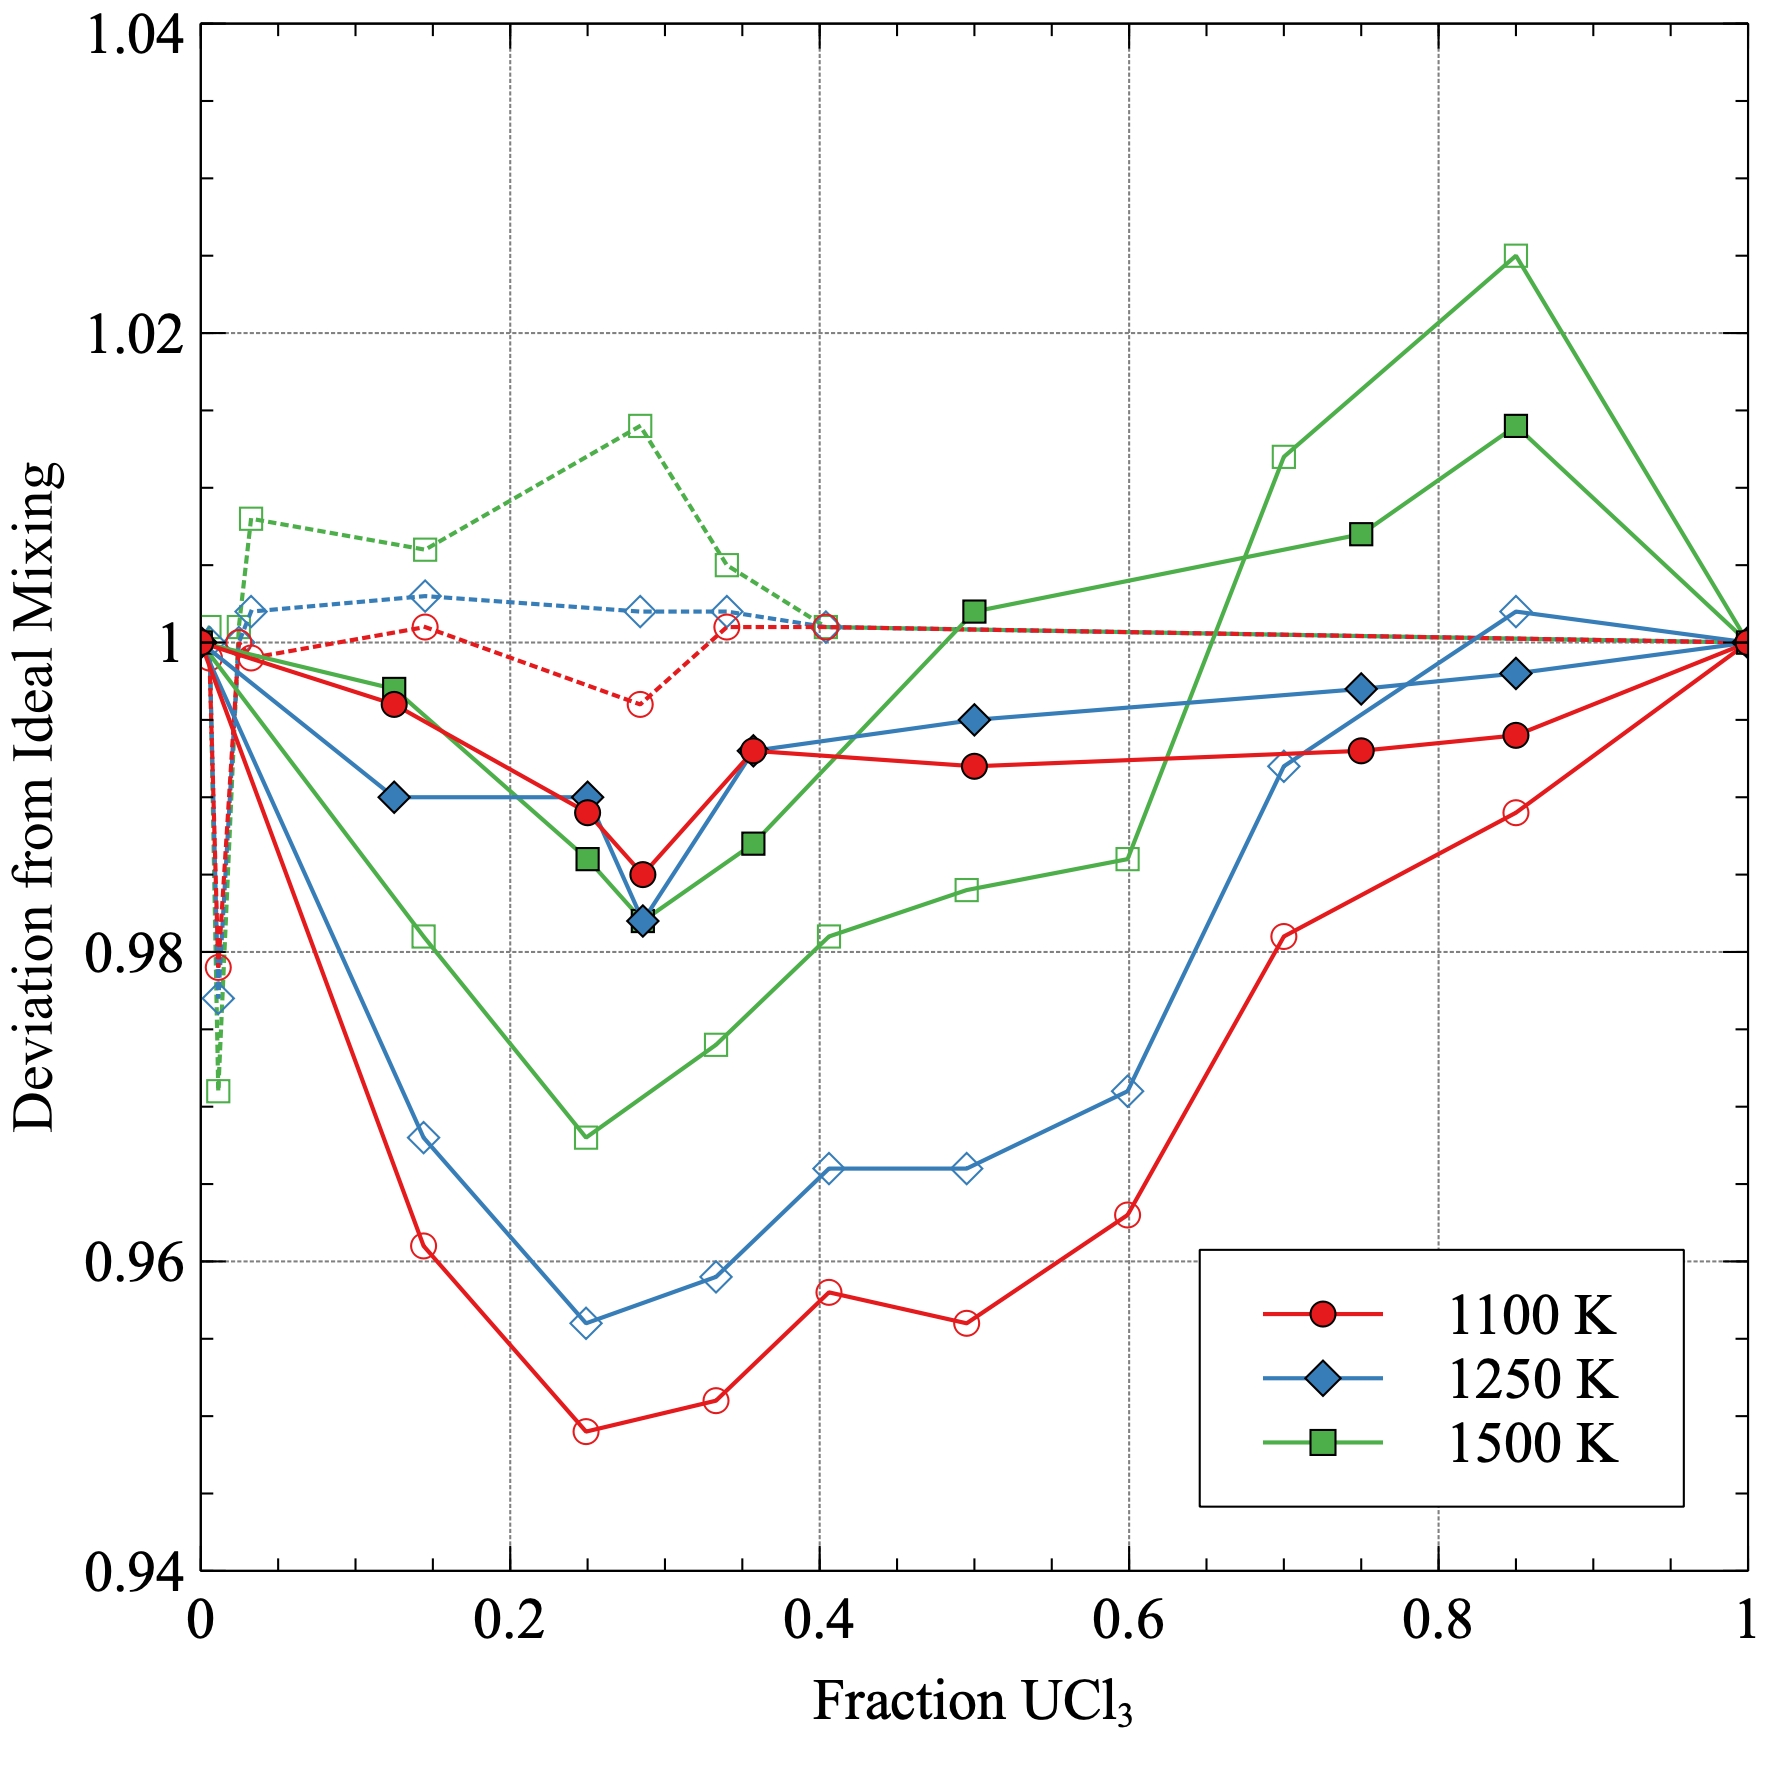 1.04
1.02
1
0.98
0.96
0.94
Deviation from Ideal Mixing
1100 K
1250 K
1500 K
0 0.2 0.4 0.6 0.8 1
Fraction UCl₃